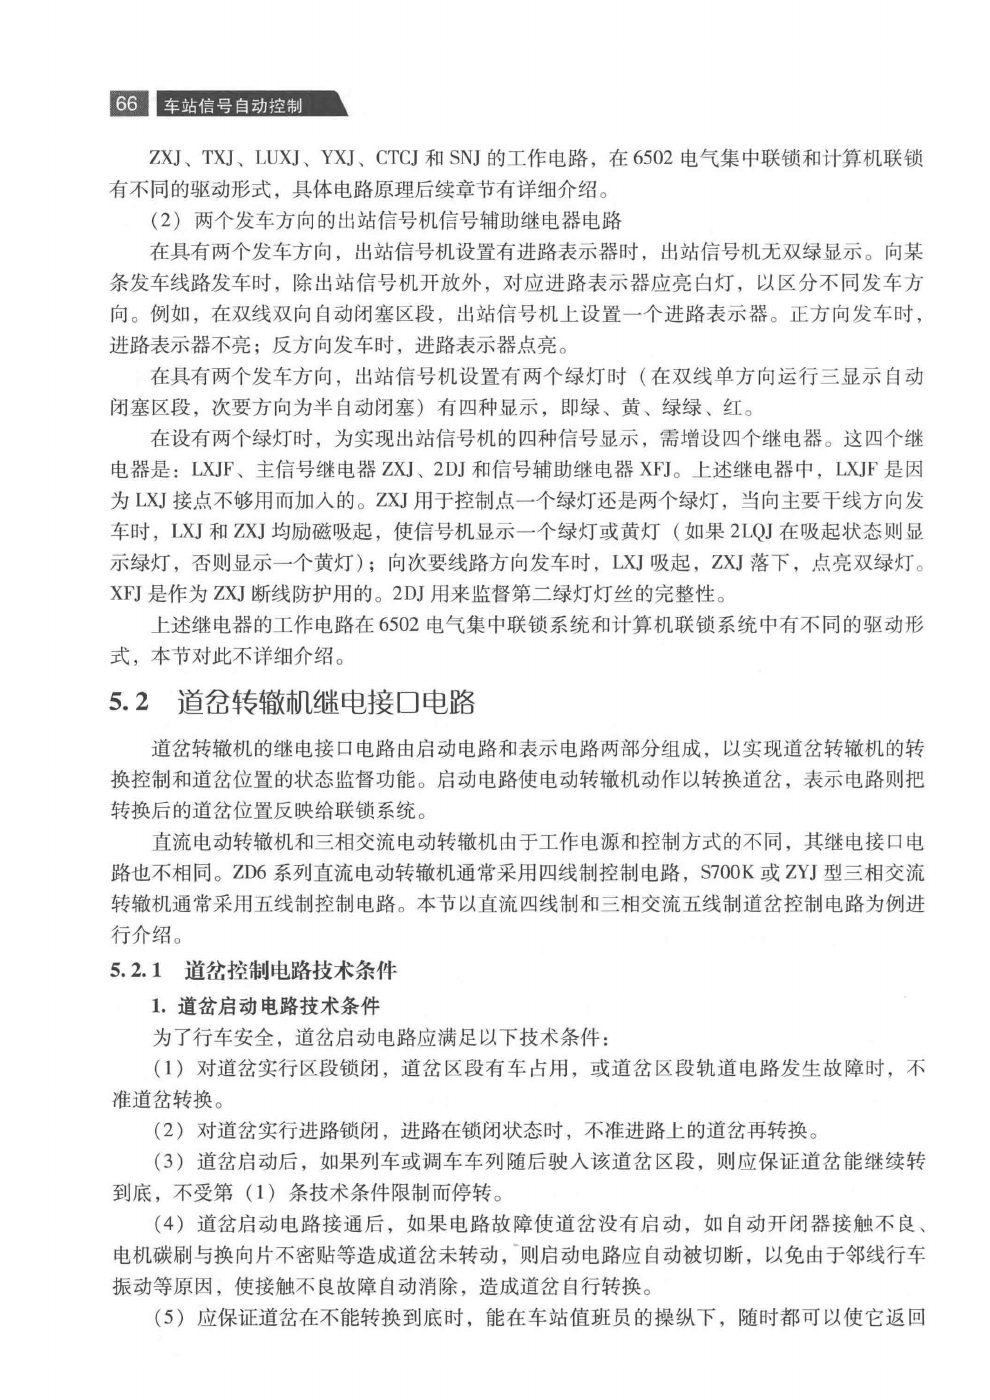 66 车站信号自动控制
ZXJ、TXJ、LUXJ、YXJ、CTCJ 和 SNJ 的工作电路，在 6502 电气集中联锁和计算机联锁
有不同的驱动形式，具体电路原理后续章节有详细介绍。
（2）两个发车方向的出站信号机信号辅助继电器电路
在具有两个发车方向，出站信号机设置有进路表示器时，出站信号机无双绿显示。向某
条发车线路发车时，除出站信号机开放外，对应进路表示器应亮白灯，以区分不同发车方
向。例如，在双线双向自动闭塞区段，出站信号机上设置一个进路表示器。正方向发车时，
进路表示器不亮；反方向发车时，进路表示器点亮。
在具有两个发车方向，出站信号机设置有两个绿灯时（在双线单方向运行三显示自动
闭塞区段，次要方向为半自动闭塞）有四种显示，即绿、黄、绿绿、红。
在设有两个绿灯时，为实现出站信号机的四种信号显示，需增设四个继电器。这四个继
电器是：LXJF、主信号继电器 ZXJ、2DJ 和信号辅助继电器 XFJ。上述继电器中，LXJF 是因
为 LXJ 接点不够用而加入的。ZXJ 用于控制点一个绿灯还是两个绿灯，当向主要干线方向发
车时，LXJ 和 ZXJ 均励磁吸起，使信号机显示一个绿灯或黄灯（如果 2LQJ 在吸起状态则显
示绿灯，否则显示一个黄灯）；向次要线路方向发车时，LXJ 吸起，ZXJ 落下，点亮双绿灯。
XFJ 是作为 ZXJ 断线防护用的。2DJ 用来监督第二绿灯灯丝的完整性。
上述继电器的工作电路在 6502 电气集中联锁系统和计算机联锁系统中有不同的驱动形
式，本节对此不详细介绍。
5.2 道岔转辙机继电接口电路
道岔转辙机的继电接口电路由启动电路和表示电路两部分组成，以实现道岔转辙机的转
换控制和道岔位置的状态监督功能。启动电路使电动转辙机动作以转换道岔，表示电路则把
转换后的道岔位置反映给联锁系统。
直流电动转辙机和三相交流电动转辙机由于工作电源和控制方式的不同，其继电接口电
路也不相同。ZD6 系列直流电动转辙机通常采用四线制控制电路，S700K 或 ZYJ 型三相交流
转辙机通常采用五线制控制电路。本节以直流四线制和三相交流五线制道岔控制电路为例进
行介绍。
5.2.1 道岔控制电路技术条件
1. 道岔启动电路技术条件
为了行车安全，道岔启动电路应满足以下技术条件：
（1）对道岔实行区段锁闭，道岔区段有车占用，或道岔区段轨道电路发生故障时，不
准道岔转换。
（2）对道岔实行进路锁闭，进路在锁闭状态时，不准进路上的道岔再转换。
（3）道岔启动后，如果列车或调车车列随后驶入该道岔区段，则应保证道岔能继续转
到底，不受第（1）条技术条件限制而停转。
（4）道岔启动电路接通后，如果电路故障使道岔没有启动，如自动开闭器接触不良、
电机碳刷与换向片不密贴等造成道岔未转动，则启动电路应自动被切断，以免由于邻线行车
振动等原因，使接触不良故障自动消除，造成道岔自行转换。
（5）应保证道岔在不能转换到底时，能在车站值班员的操纵下，随时都可以使它返回